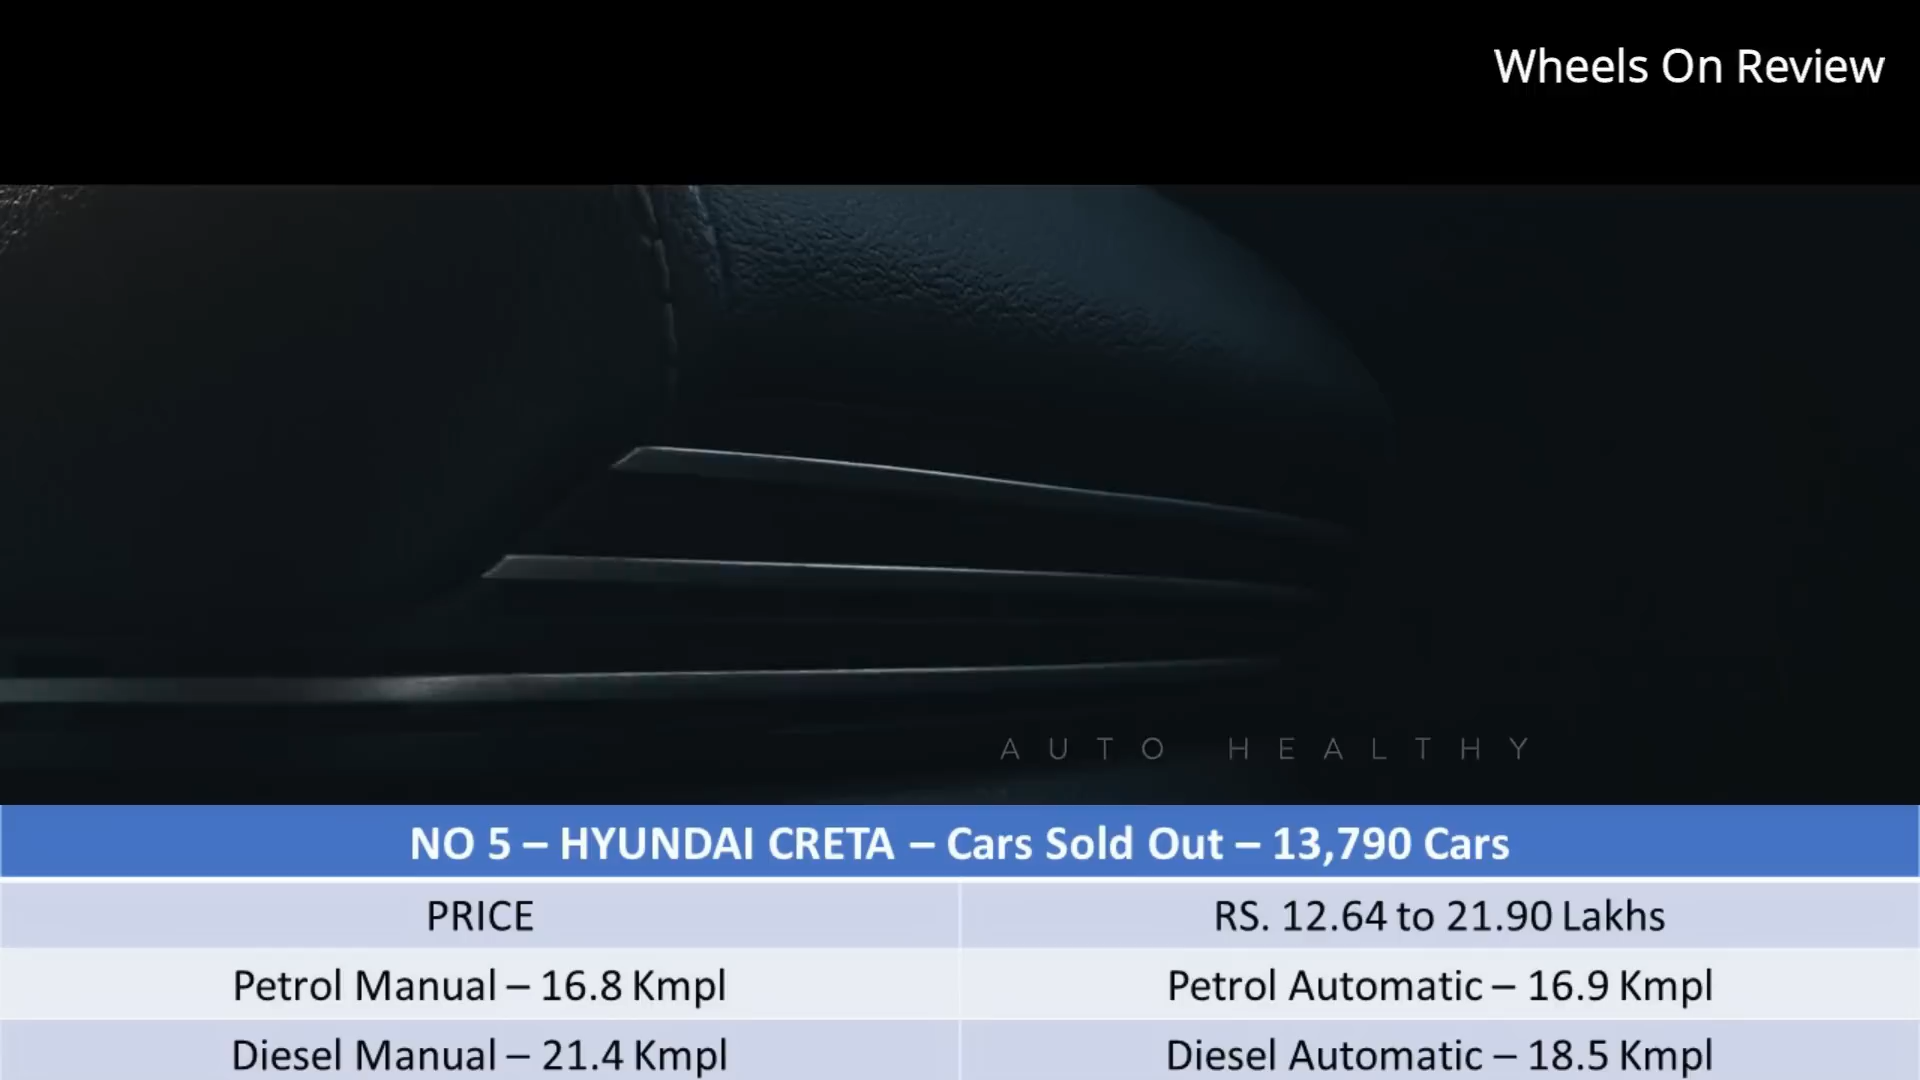 Wheels On Review
AUTO HEALTHY
NO 5 – HYUNDAI CRETA – Cars Sold Out – 13,790 Cars
PRICE
RS. 12.64 to 21.90 Lakhs
Petrol Manual – 16.8 Kmpl
Petrol Automatic – 16.9 Kmpl
Diesel Manual – 21.4 Kmpl
Diesel Automatic – 18.5 Kmpl